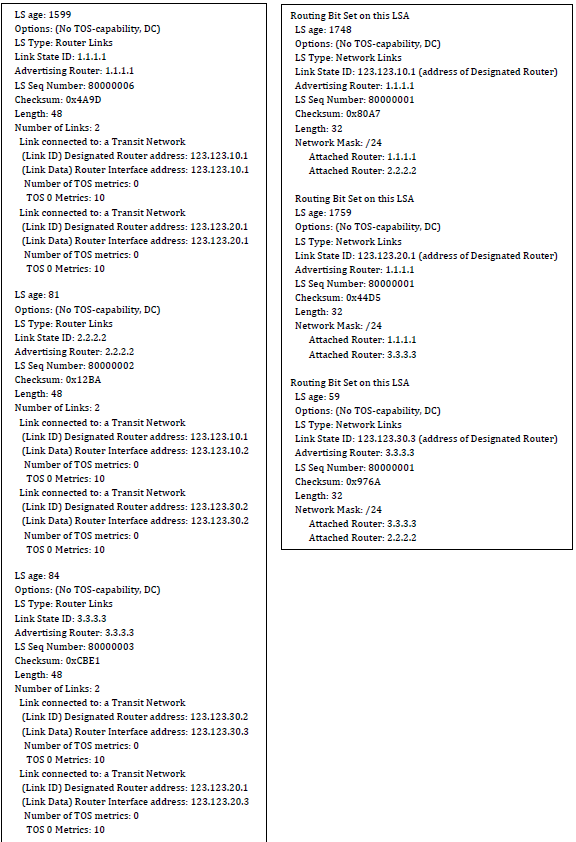 LS age: 1599
Options: (No TOS-capability, DC)
LS Type: Router Links
Link State ID: 1.1.1.1
Advertising Router: 1.1.1.1
LS Seq Number: 80000006
Checksum: 0x4A9D
Length: 48
Number of Links: 2
Link connected to: a Transit Network
(Link ID) Designated Router address: 123.123.10.1
(Link Data) Router Interface address: 123.123.10.1
Number of TOS metrics: 0
TOS 0 Metrics: 10
Link connected to: a Transit Network
(Link ID) Designated Router address: 123.123.20.1
(Link Data) Router Interface address: 123.123.20.1
Number of TOS metrics: 0
TOS 0 Metrics: 10
LS age: 81
Options: (No TOS-capability, DC)
LS Type: Router Links
Link State ID: 2.2.2.2
Advertising Router: 2.2.2.2
LS Seq Number: 80000002
Checksum: 0x12BA
Length: 48
Number of Links: 2
Link connected to: a Transit Network
(Link ID) Designated Router address: 123.123.10.1
(Link Data) Router Interface address: 123.123.10.2
Number of TOS metrics: 0
TOS 0 Metrics: 10
Link connected to: a Transit Network
(Link ID) Designated Router address: 123.123.30.2
(Link Data) Router Interface address: 123.123.30.2
Number of TOS metrics: 0
TOS 0 Metrics: 10
LS age: 84
Options: (No TOS-capability, DC)
LS Type: Router Links
Link State ID: 3.3.3.3
Advertising Router: 3.3.3.3
LS Seq Number: 80000003
Checksum: 0xCBE1
Length: 48
Number of Links: 2
Link connected to: a Transit Network
(Link ID) Designated Router address: 123.123.30.2
(Link Data) Router Interface address: 123.123.30.3
Number of TOS metrics: 0
TOS 0 Metrics: 10
Link connected to: a Transit Network
(Link ID) Designated Router address: 123.123.20.1
(Link Data) Router Interface address: 123.123.20.3
Number of TOS metrics: 0
TOS 0 Metrics: 10
Routing Bit Set on this LSA
LS age: 1748
Options: (No TOS-capability, DC)
LS Type: Network Links
Link State ID: 123.123.10.1 (address of Designated Router)
Advertising Router: 1.1.1.1
LS Seq Number: 80000001
Checksum: 0x80A7
Length: 32
Network Mask: /24
Attached Router: 1.1.1.1
Attached Router: 2.2.2.2
Routing Bit Set on this LSA
LS age: 1759
Options: (No TOS-capability, DC)
LS Type: Network Links
Link State ID: 123.123.20.1 (address of Designated Router)
Advertising Router: 1.1.1.1
LS Seq Number: 80000001
Checksum: 0x44D5
Length: 32
Network Mask: /24
Attached Router: 1.1.1.1
Attached Router: 3.3.3.3
Routing Bit Set on this LSA
LS age: 59
Options: (No TOS-capability, DC)
LS Type: Network Links
Link State ID: 123.123.30.3 (address of Designated Router)
Advertising Router: 3.3.3.3
LS Seq Number: 80000001
Checksum: 0x976A
Length: 32
Network Mask: /24
Attached Router: 3.3.3.3
Attached Router: 2.2.2.2